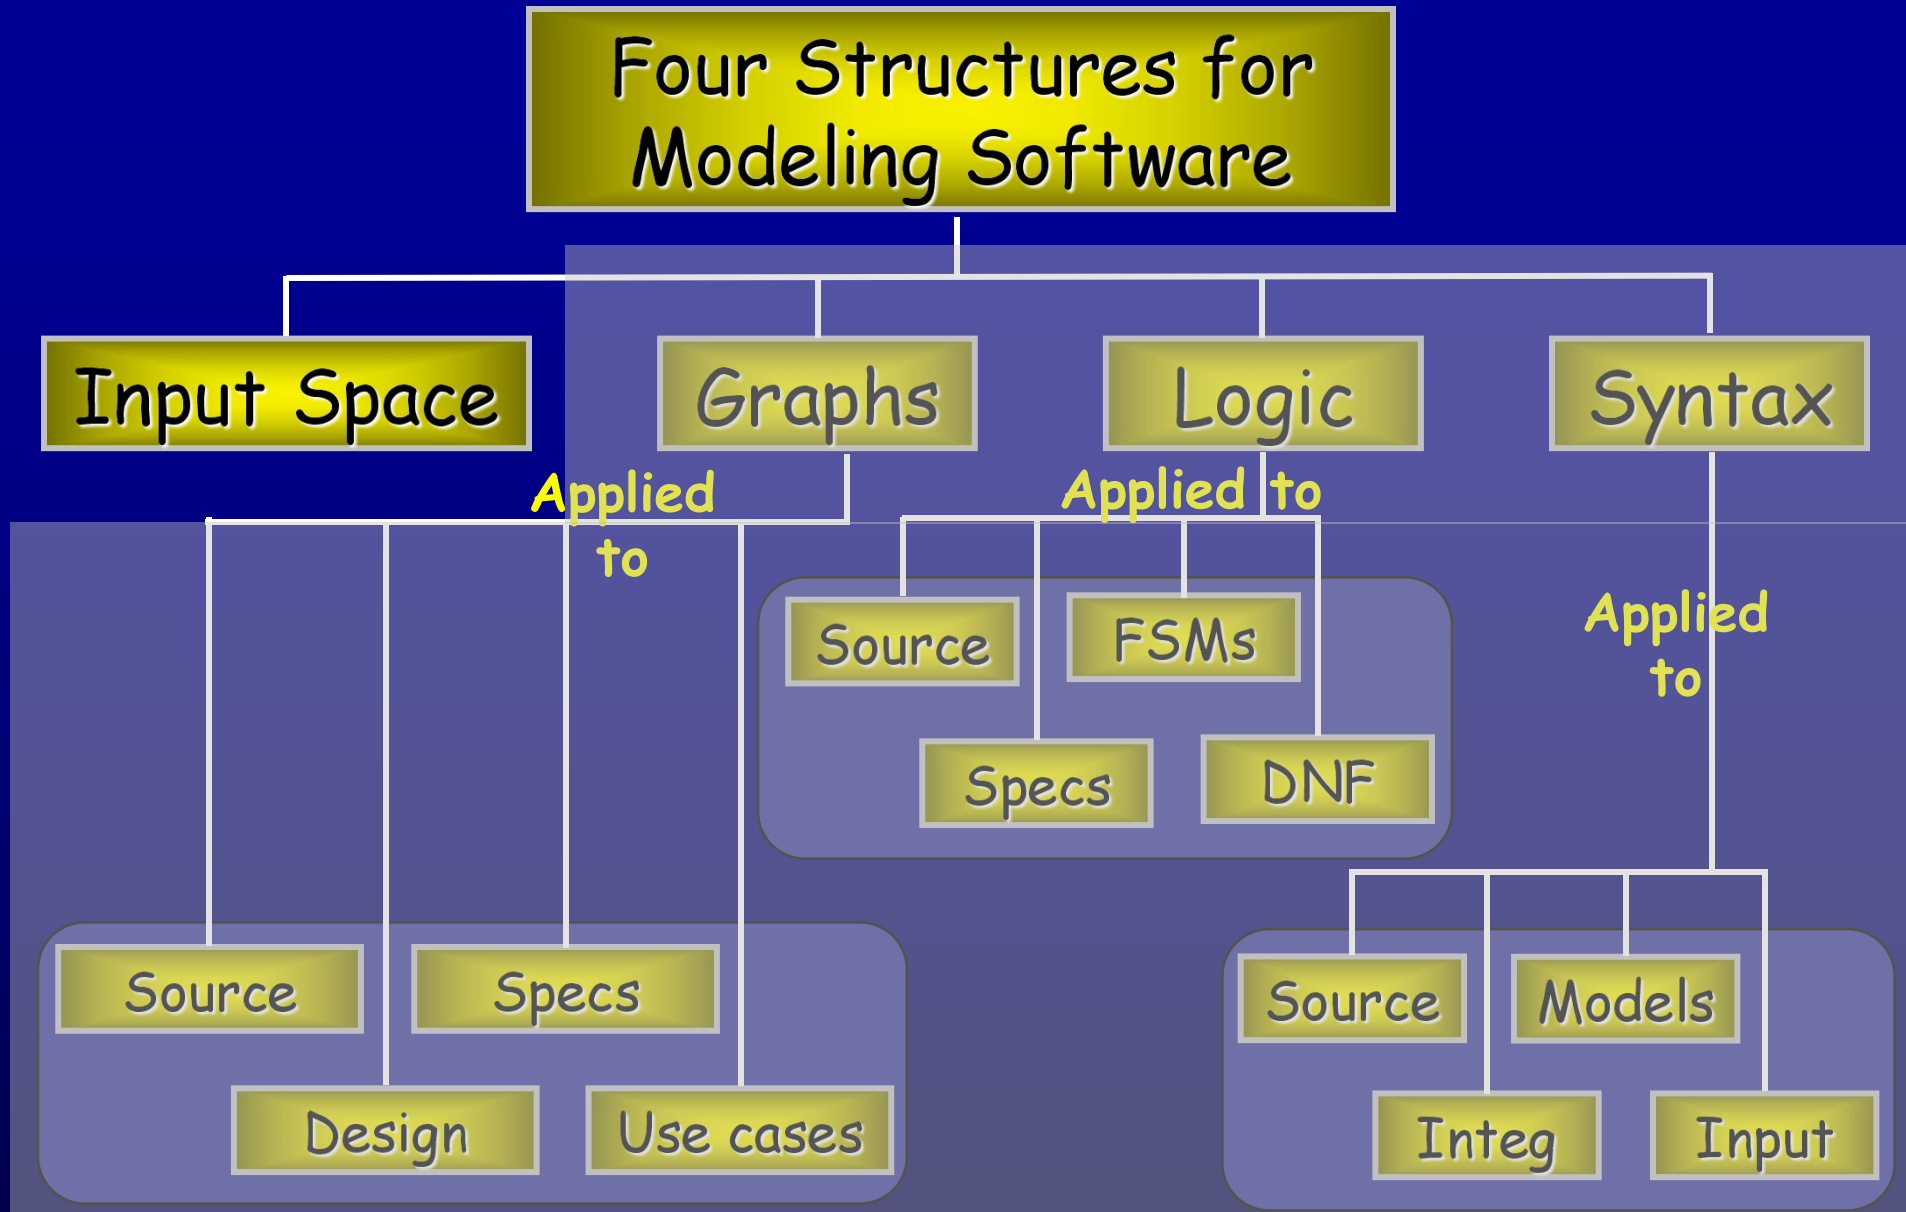 Four Structures for
Modeling Software
Input Space
Graphs
Logic
Syntax
Applied
to
Applied to
Applied
to
Source
FSMs
Specs
DNF
Source
Specs
Design
Use cases
Source
Models
Integ
Input